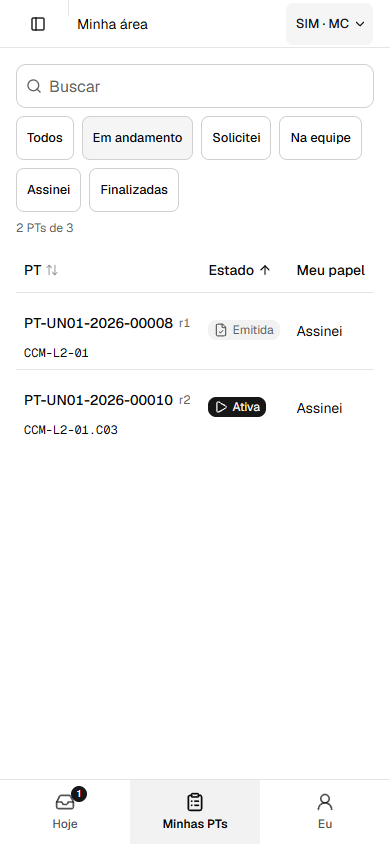 Minha área
SIM · MC
Buscar
Todos
Em andamento
Solicitei
Na equipe
Assinei
Finalizadas
2 PTs de 3
PT Estado Meu papel
PT-UN01-2026-00008 r1 Emitida Assinei
CCM-L2-01
PT-UN01-2026-00010 r2 Ativa Assinei
CCM-L2-01.C03
1
Hoje
Minhas PTs
Eu